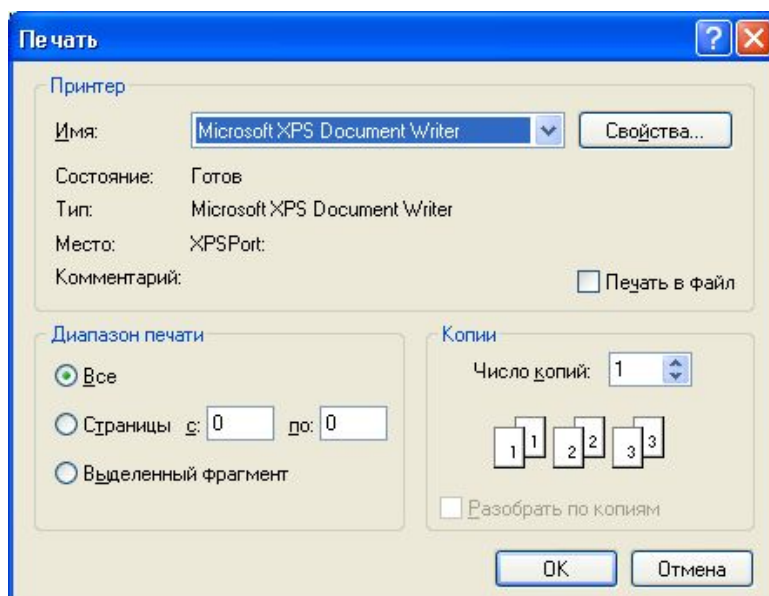 Печать
Принтер
Имя: Microsoft XPS Document Writer Свойства...
Состояние: Готов
Тип: Microsoft XPS Document Writer
Место: XPSPort:
Комментарий: Печать в файл
Диапазон печати
Все
Страницы с: 0 по: 0
Выделенный фрагмент
Копии
Число копий: 1
1 1 2 2 3 3
Разобрать по копиям
OK Отмена